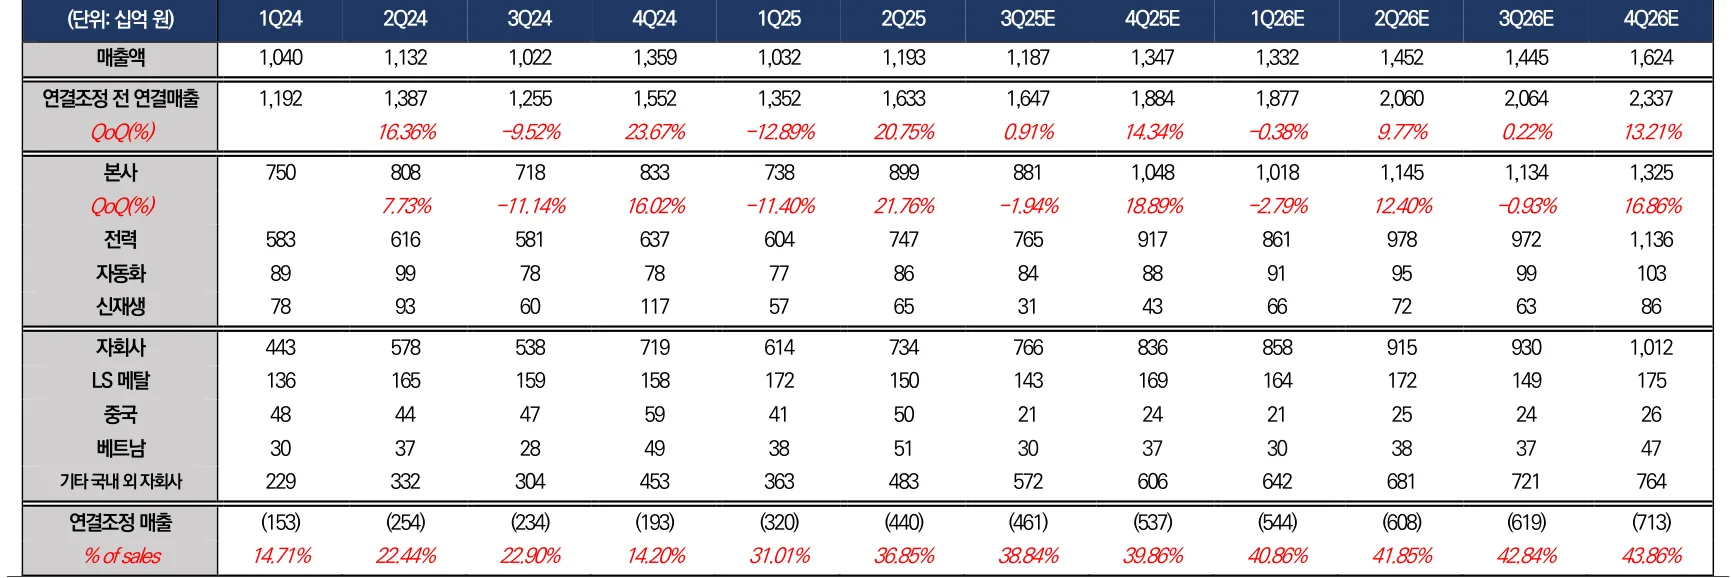 (단위: 십억 원) 1Q24 2Q24 3Q24 4Q24 1Q25 2Q25 3Q25E 4Q25E 1Q26E 2Q26E 3Q26E 4Q26E
매출액 1,040 1,132 1,022 1,359 1,032 1,193 1,187 1,347 1,332 1,452 1,445 1,624
연결조정 전 연결매출 1,192 1,387 1,255 1,552 1,352 1,633 1,647 1,884 1,877 2,060 2,064 2,337
QoQ(%) 16.36% -9.52% 23.67% -12.89% 20.75% 0.91% 14.34% -0.38% 9.77% 0.22% 13.21%
본사 750 808 718 833 738 899 881 1,048 1,018 1,145 1,134 1,325
QoQ(%) 7.73% -11.14% 16.02% -11.40% 21.76% -1.94% 18.89% -2.79% 12.40% -0.93% 16.86%
전력 583 616 581 637 604 747 765 917 861 978 972 1,136
자동화 89 99 78 78 77 86 84 88 91 95 99 103
신재생 78 93 60 117 57 65 31 43 66 72 63 86
자회사 443 578 538 719 614 734 766 836 858 915 930 1,012
LS 메탈 136 165 159 158 172 150 143 169 164 172 149 175
중국 48 44 47 59 41 50 21 24 21 25 24 26
베트남 30 37 28 49 38 51 30 37 30 38 37 47
기타 국내 외 자회사 229 332 304 453 363 483 572 606 642 681 721 764
연결조정 매출 (153) (254) (234) (193) (320) (440) (461) (537) (544) (608) (619) (713)
% of sales 14.71% 22.44% 22.90% 14.20% 31.01% 36.85% 38.84% 39.86% 40.86% 41.85% 42.84% 43.86%